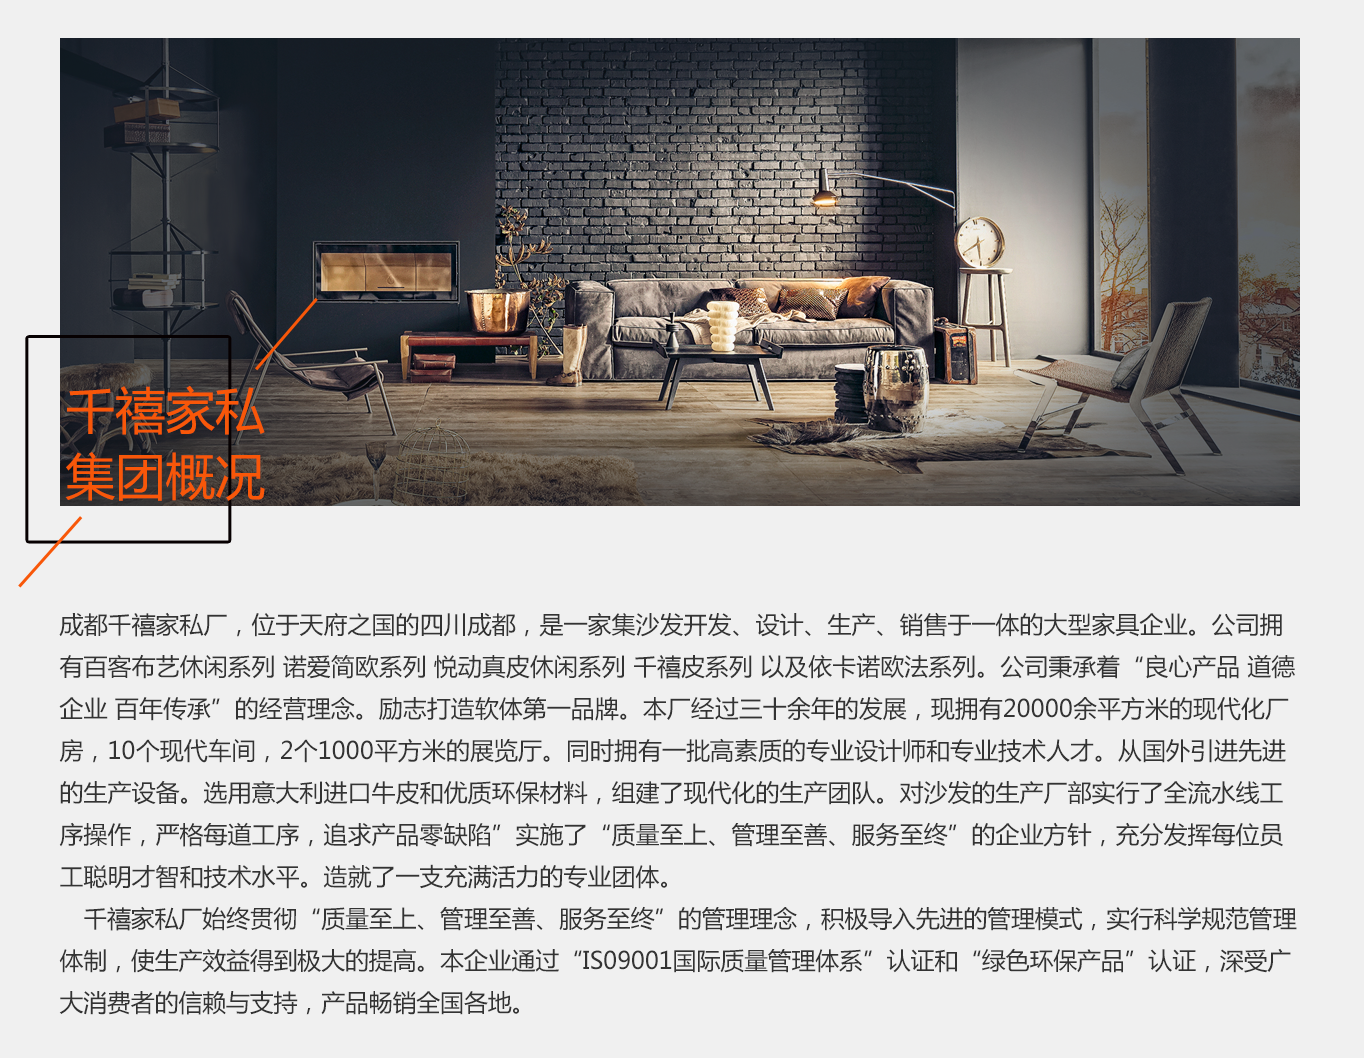 千禧家私
集团概况
成都千禧家私厂，位于天府之国的四川成都，是一家集沙发开发、设计、生产、销售于一体的大型家具企业。公司拥
有百客布艺休闲系列 诺爱简欧系列 悦动真皮休闲系列 千禧皮系列 以及依卡诺欧法系列。公司秉承着“良心产品 道德
企业 百年传承”的经营理念。励志打造软体第一品牌。本厂经过三十余年的发展，现拥有20000余平方米的现代化厂
房，10个现代车间，2个1000平方米的展览厅。同时拥有一批高素质的专业设计师和专业技术人才。从国外引进先进
的生产设备。选用意大利进口牛皮和优质环保材料，组建了现代化的生产团队。对沙发的生产厂部实行了全流水线工
序操作，严格每道工序，追求产品零缺陷”实施了“质量至上、管理至善、服务至终”的企业方针，充分发挥每位员
工聪明才智和技术水平。造就了一支充满活力的专业团体。
千禧家私厂始终贯彻“质量至上、管理至善、服务至终”的管理理念，积极导入先进的管理模式，实行科学规范管理
体制，使生产效益得到极大的提高。本企业通过“IS09001国际质量管理体系”认证和“绿色环保产品”认证，深受广
大消费者的信赖与支持，产品畅销全国各地。